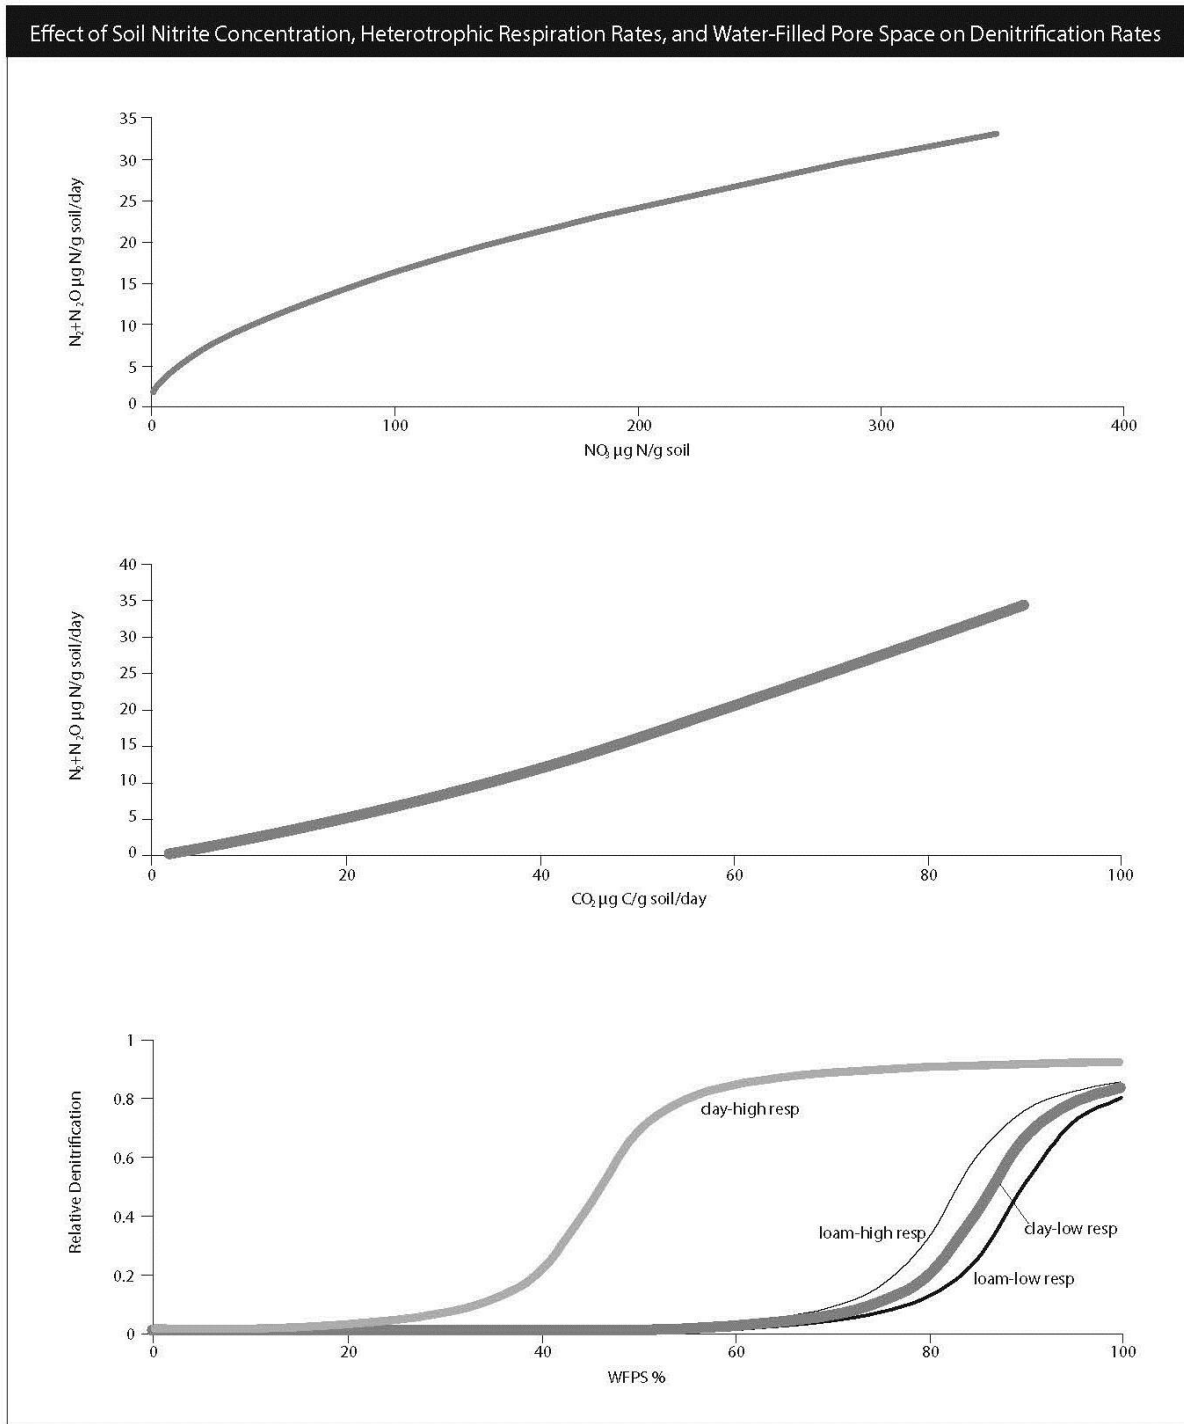 Effect of Soil Nitrite Concentration, Heterotrophic Respiration Rates, and Water-Filled Pore Space on Denitrification Rates
35
30
25
20
15
10
5
0
N₂+N₂O µg N/g soil/day
0 100 200 300 400
NO₃ µg N/g soil
40
35
30
25
20
15
10
5
0
N₂+N₂O µg N/g soil/day
0 20 40 60 80 100
CO₂ µg C/g soil/day
1
0.8
0.6
0.4
0.2
0
Relative Denitrification
clay-high resp
loam-high resp
clay-low resp
loam-low resp
0 20 40 60 80 100
WFPS %